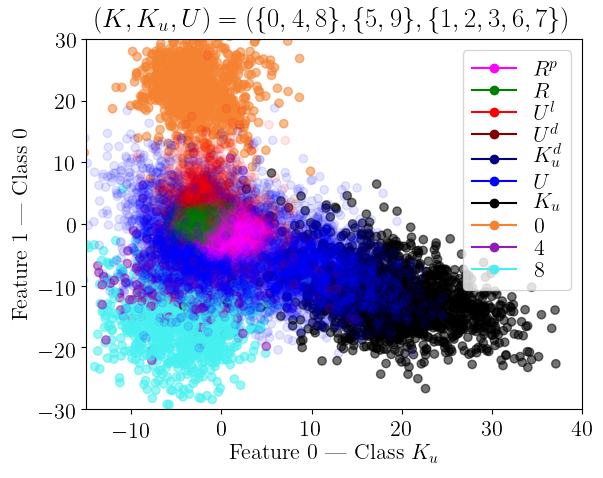 (K, K_u, U) = ({0, 4, 8}, {5, 9}, {1, 2, 3, 6, 7})
30
20
10
0
−10
−20
−30
Feature 1 — Class 0
R^p
R
U^l
U^d
K_u^d
U
K_u
0
4
8
−10
0
10
20
30
40
Feature 0 — Class K_u